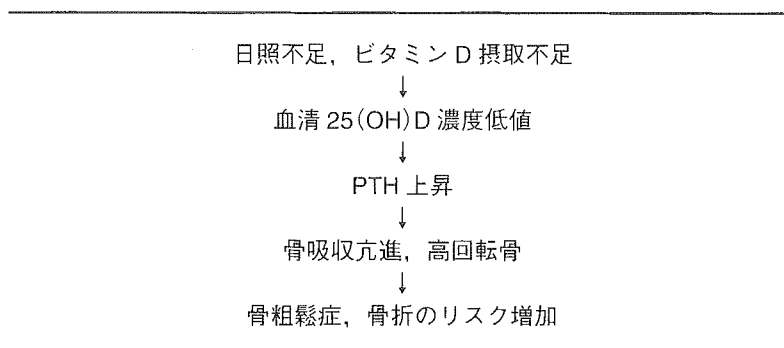 日照不足，ビタミンD摂取不足
↓
血清25(OH)D濃度低値
↓
PTH上昇
↓
骨吸収亢進，高回転骨
↓
骨粗鬆症，骨折のリスク増加